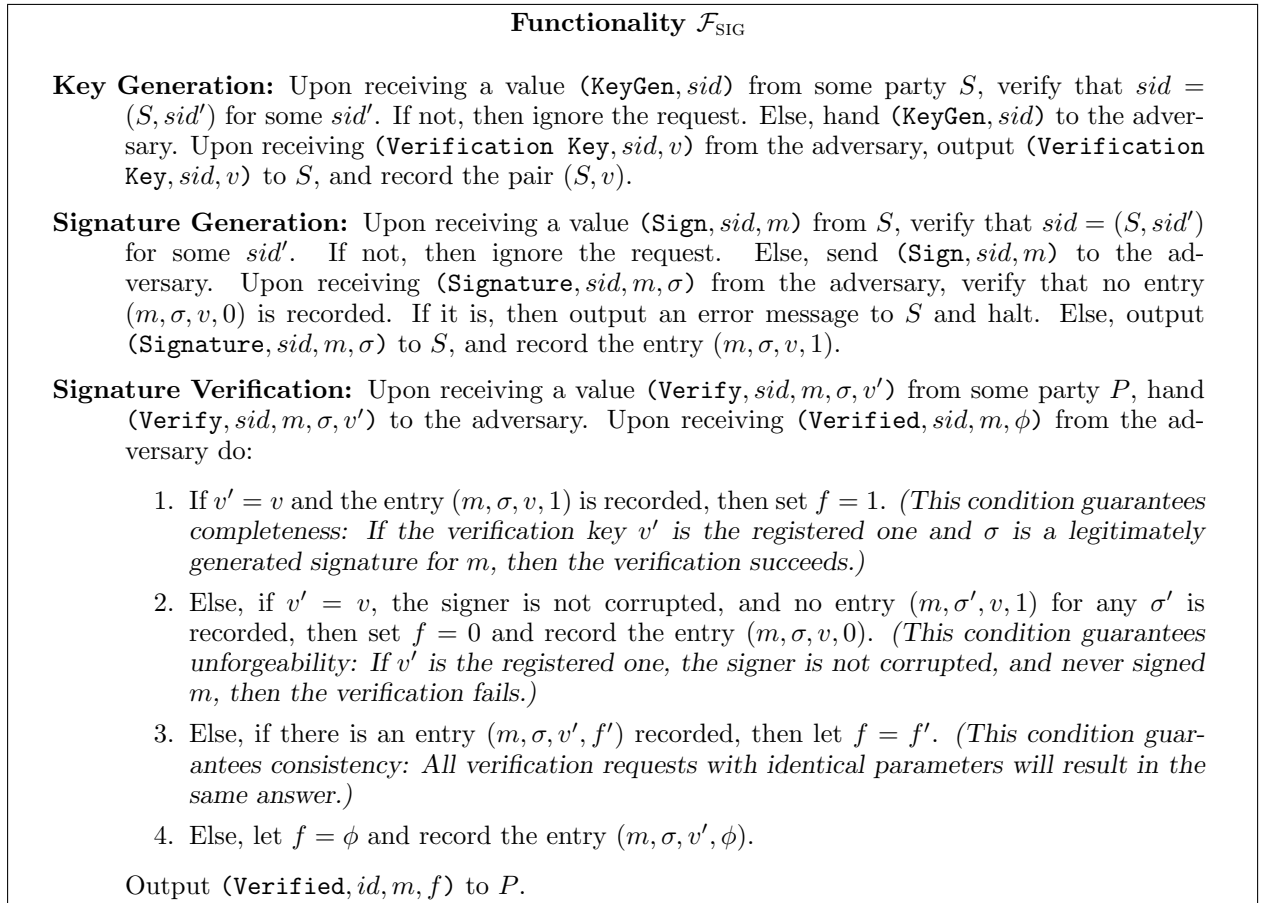 Functionality F_SIG
Key Generation: Upon receiving a value (KeyGen, sid) from some party S, verify that sid =
(S, sid′) for some sid′. If not, then ignore the request. Else, hand (KeyGen, sid) to the adver-
sary. Upon receiving (Verification Key, sid, v) from the adversary, output (Verification
Key, sid, v) to S, and record the pair (S, v).
Signature Generation: Upon receiving a value (Sign, sid, m) from S, verify that sid = (S, sid′)
for some sid′. If not, then ignore the request. Else, send (Sign, sid, m) to the ad-
versary. Upon receiving (Signature, sid, m, σ) from the adversary, verify that no entry
(m, σ, v, 0) is recorded. If it is, then output an error message to S and halt. Else, output
(Signature, sid, m, σ) to S, and record the entry (m, σ, v, 1).
Signature Verification: Upon receiving a value (Verify, sid, m, σ, v′) from some party P, hand
(Verify, sid, m, σ, v′) to the adversary. Upon receiving (Verified, sid, m, ϕ) from the ad-
versary do:
1. If v′ = v and the entry (m, σ, v, 1) is recorded, then set f = 1. (This condition guarantees
completeness: If the verification key v′ is the registered one and σ is a legitimately
generated signature for m, then the verification succeeds.)
2. Else, if v′ = v, the signer is not corrupted, and no entry (m, σ′, v, 1) for any σ′ is
recorded, then set f = 0 and record the entry (m, σ, v, 0). (This condition guarantees
unforgeability: If v′ is the registered one, the signer is not corrupted, and never signed
m, then the verification fails.)
3. Else, if there is an entry (m, σ, v′, f′) recorded, then let f = f′. (This condition guar-
antees consistency: All verification requests with identical parameters will result in the
same answer.)
4. Else, let f = ϕ and record the entry (m, σ, v′, ϕ).
Output (Verified, id, m, f) to P.